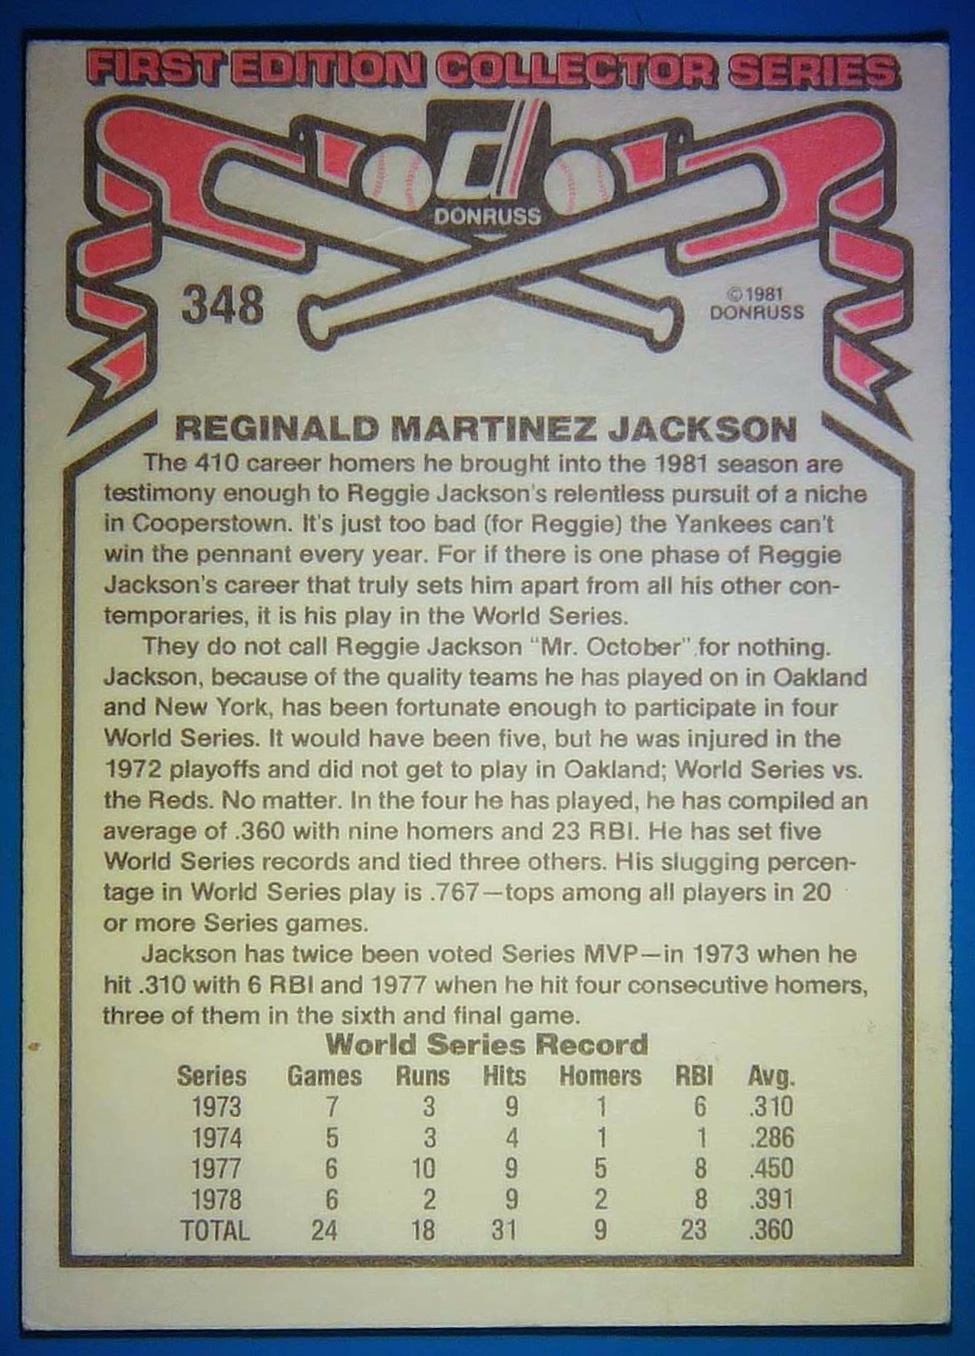 FIRST EDITION COLLECTOR SERIES
d
DONRUSS
348
©1981
DONRUSS
REGINALD MARTINEZ JACKSON
The 410 career homers he brought into the 1981 season are
testimony enough to Reggie Jackson's relentless pursuit of a niche
in Cooperstown. It's just too bad (for Reggie) the Yankees can't
win the pennant every year. For if there is one phase of Reggie
Jackson's career that truly sets him apart from all his other con-
temporaries, it is his play in the World Series.
They do not call Reggie Jackson "Mr. October" for nothing.
Jackson, because of the quality teams he has played on in Oakland
and New York, has been fortunate enough to participate in four
World Series. It would have been five, but he was injured in the
1972 playoffs and did not get to play in Oakland; World Series vs.
the Reds. No matter. In the four he has played, he has compiled an
average of .360 with nine homers and 23 RBI. He has set five
World Series records and tied three others. His slugging percen-
tage in World Series play is .767—tops among all players in 20
or more Series games.
Jackson has twice been voted Series MVP—in 1973 when he
hit .310 with 6 RBI and 1977 when he hit four consecutive homers,
three of them in the sixth and final game.
World Series Record
Series Games Runs Hits Homers RBI Avg.
1973 7 3 9 1 6 .310
1974 5 3 4 1 1 .286
1977 6 10 9 5 8 .450
1978 6 2 9 2 8 .391
TOTAL 24 18 31 9 23 .360